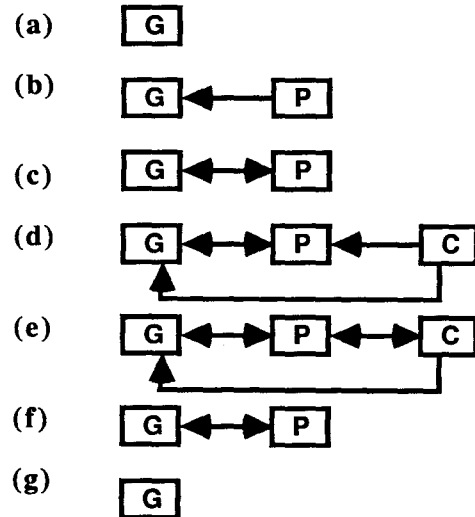 (a) G
(b) G P
(c) G P
(d) G P C
(e) G P C
(f) G P
(g) G